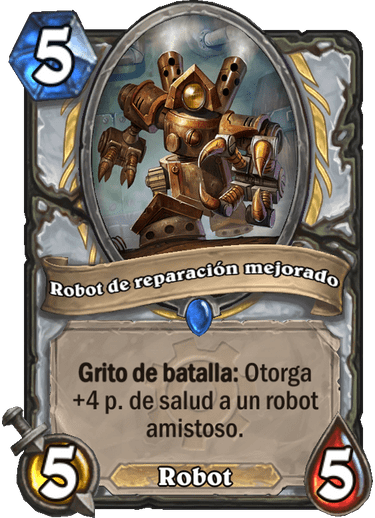 5
Robot de reparación mejorado
Grito de batalla: Otorga
+4 p. de salud a un robot
amistoso.
5
Robot
5